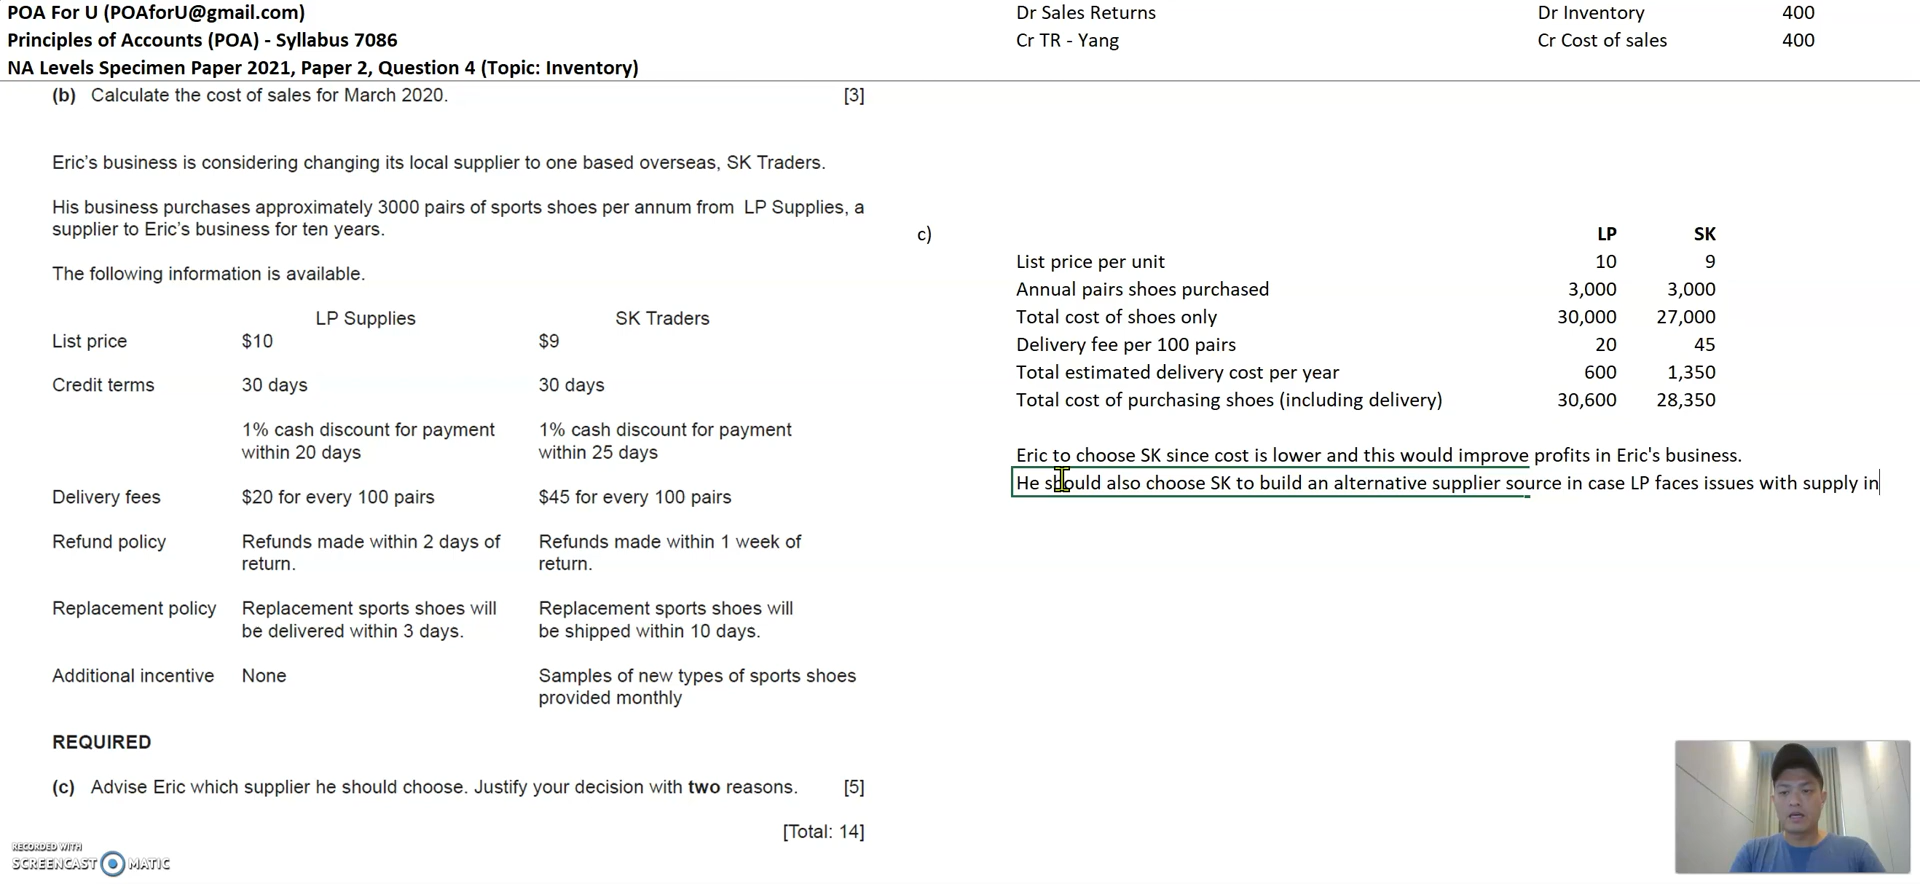 POA For U (POAforU@gmail.com)
Principles of Accounts (POA) - Syllabus 7086
NA Levels Specimen Paper 2021, Paper 2, Question 4 (Topic: Inventory)
Dr Sales Returns Dr Inventory 400
Cr TR - Yang Cr Cost of sales 400
(b) Calculate the cost of sales for March 2020. [3]
Eric's business is considering changing its local supplier to one based overseas, SK Traders.
His business purchases approximately 3000 pairs of sports shoes per annum from LP Supplies, a
supplier to Eric's business for ten years.
The following information is available.
LP Supplies SK Traders
List price $10 $9
Credit terms 30 days 30 days
1% cash discount for payment 1% cash discount for payment
within 20 days within 25 days
Delivery fees $20 for every 100 pairs $45 for every 100 pairs
Refund policy Refunds made within 2 days of Refunds made within 1 week of
return. return.
Replacement policy Replacement sports shoes will Replacement sports shoes will
be delivered within 3 days. be shipped within 10 days.
Additional incentive None Samples of new types of sports shoes
provided monthly
REQUIRED
(c) Advise Eric which supplier he should choose. Justify your decision with two reasons. [5]
[Total: 14]
c) LP SK
List price per unit 10 9
Annual pairs shoes purchased 3,000 3,000
Total cost of shoes only 30,000 27,000
Delivery fee per 100 pairs 20 45
Total estimated delivery cost per year 600 1,350
Total cost of purchasing shoes (including delivery) 30,600 28,350
Eric to choose SK since cost is lower and this would improve profits in Eric's business.
He should also choose SK to build an alternative supplier source in case LP faces issues with supply in
RECORDED WITH
SCREENCAST MATIC